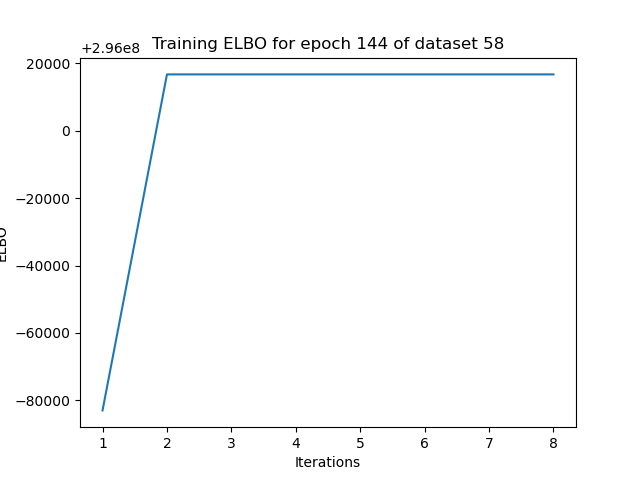 +2.96e8
Training ELBO for epoch 144 of dataset 58
20000
0
−20000
−40000
−60000
−80000
ELBO
1 2 3 4 5 6 7 8
Iterations